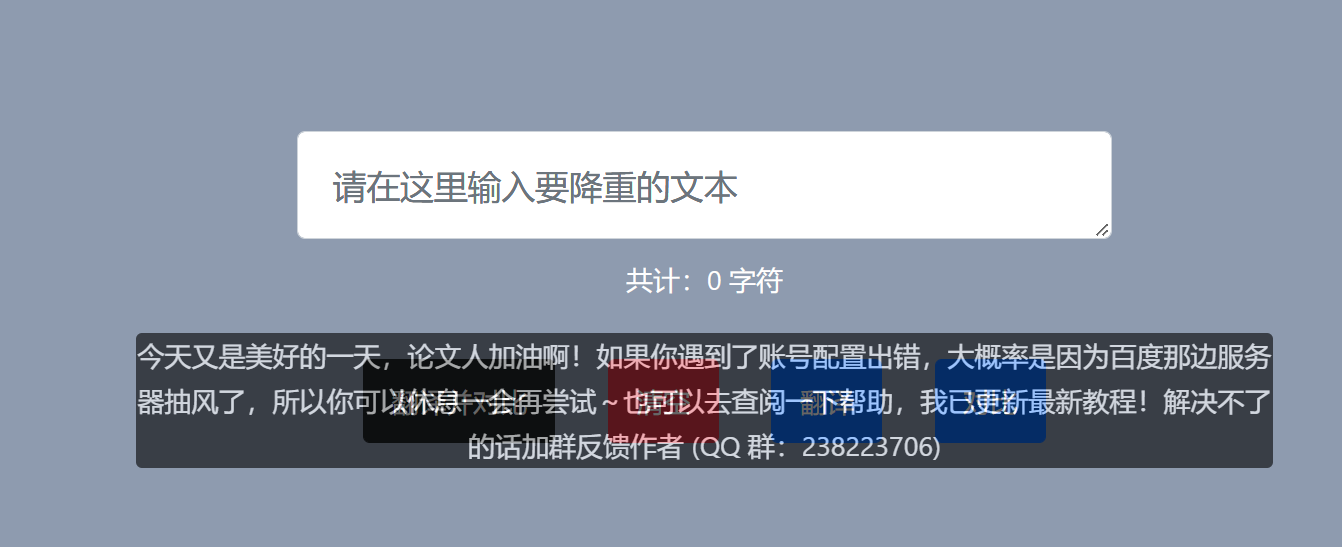 请在这里输入要降重的文本
共计：0 字符
今天又是美好的一天，论文人加油啊！如果你遇到了账号配置出错，大概率是因为百度那边服务
器抽风了，所以你可以休息一会再尝试～也可以去查阅一下帮助，我已更新最新教程！解决不了
的话加群反馈作者 (QQ 群：238223706)
翻译